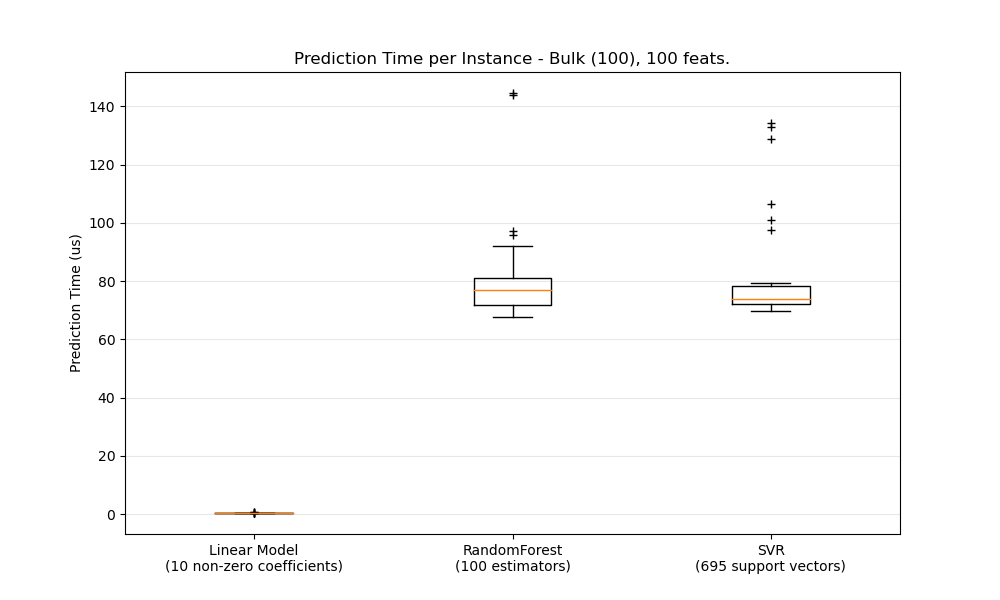 Prediction Time per Instance - Bulk (100), 100 feats.
Prediction Time (us)
140
120
100
80
60
40
20
0
Linear Model
(10 non-zero coefficients)
RandomForest
(100 estimators)
SVR
(695 support vectors)